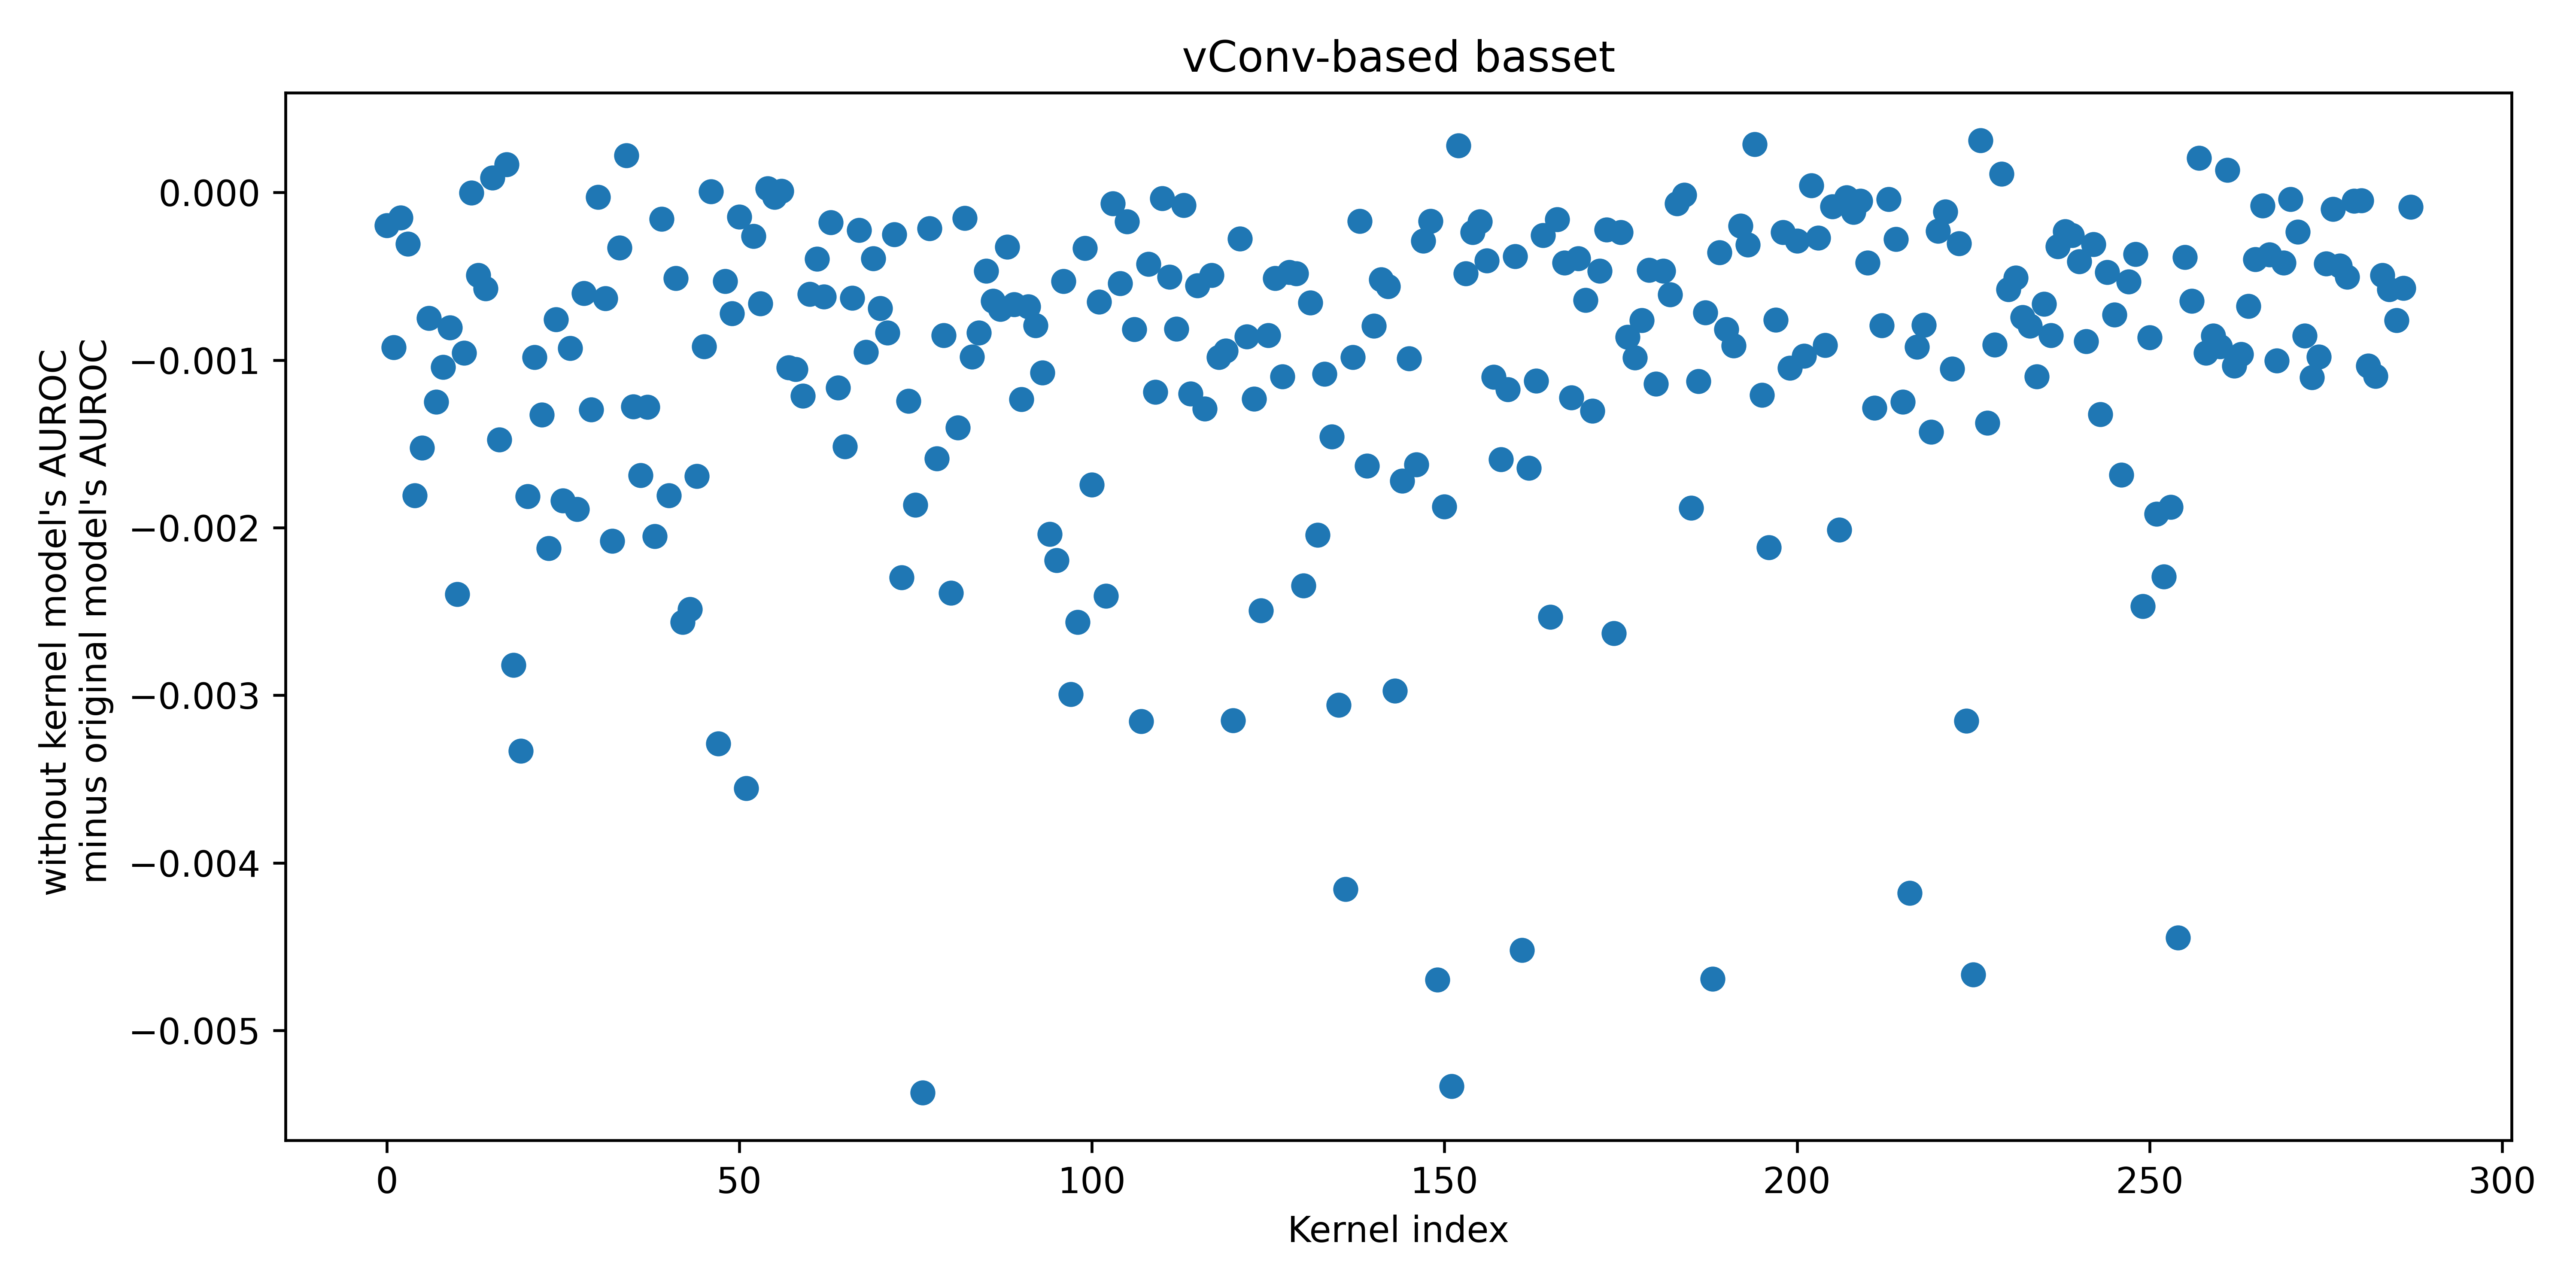 vConv-based basset
without kernel model's AUROC
minus original model's AUROC
0.000
−0.001
−0.002
−0.003
−0.004
−0.005
0 50 100 150 200 250 300
Kernel index